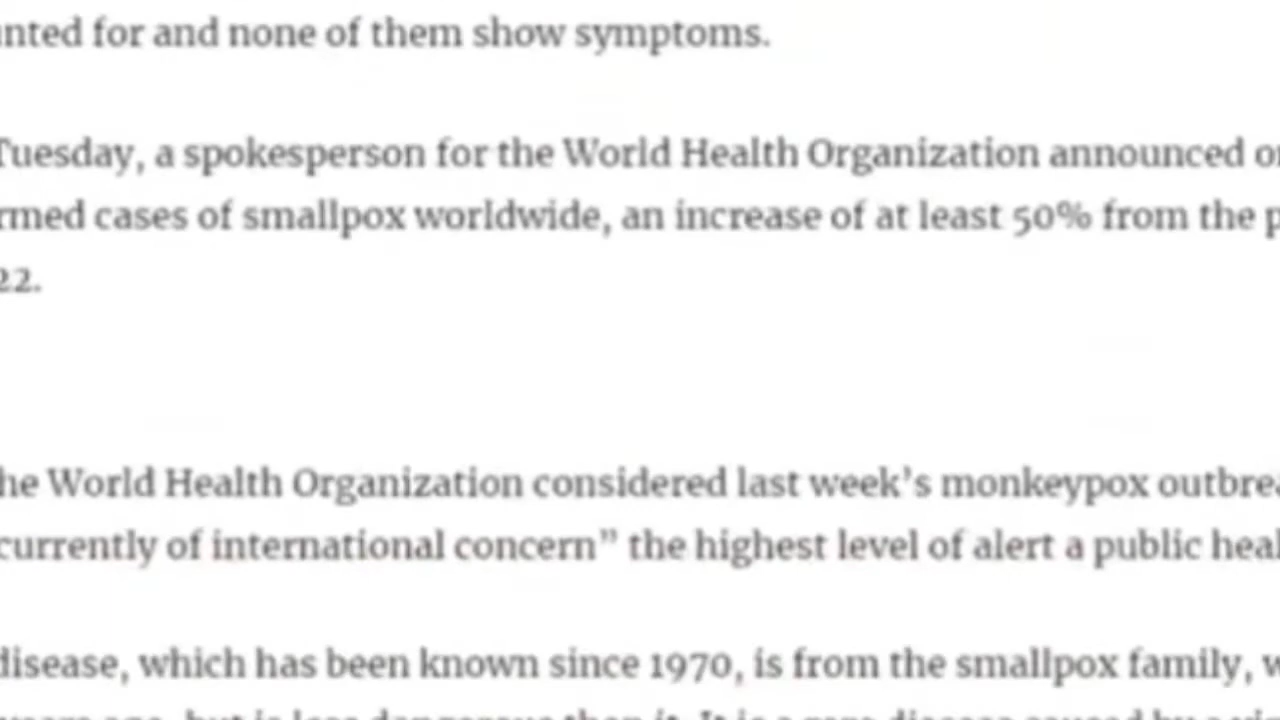 nted for and none of them show symptoms.
Tuesday, a spokesperson for the World Health Organization announced
rmed cases of smallpox worldwide, an increase of at least 50% from the p
22.
he World Health Organization considered last week’s monkeypox outbrea
currently of international concern” the highest level of alert a public heal
disease, which has been known since 1970, is from the smallpox family, w